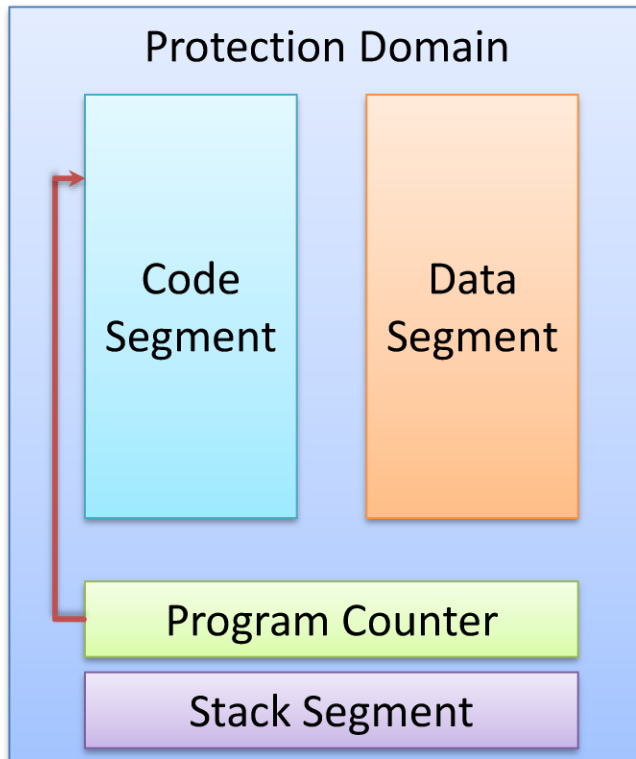 Protection Domain
Code
Segment
Data
Segment
Program Counter
Stack Segment